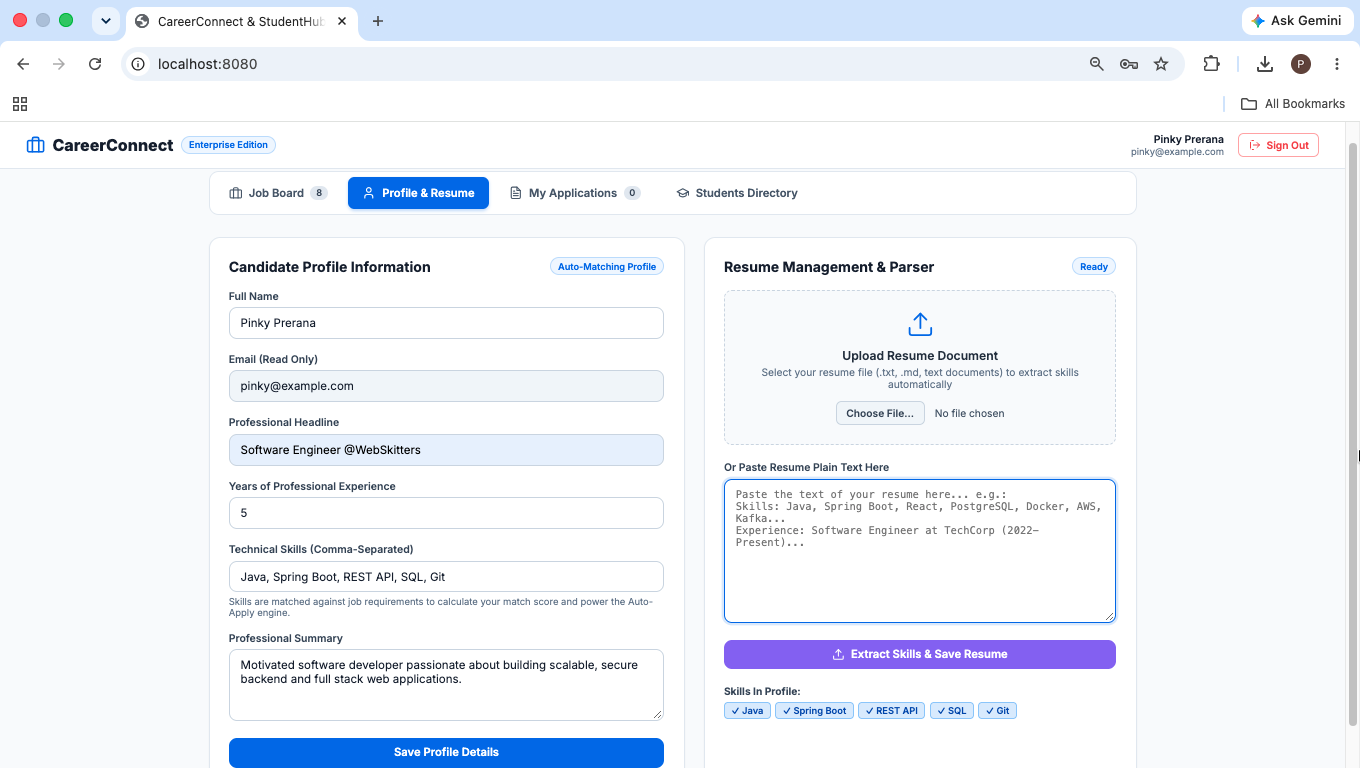 CareerConnect & StudentHub
Ask Gemini
localhost:8080
P
All Bookmarks
CareerConnect
Enterprise Edition
Pinky Prerana
pinky@example.com
Sign Out
Job Board 8
Profile & Resume
My Applications 0
Students Directory
Candidate Profile Information
Auto-Matching Profile
Full Name
Pinky Prerana
Email (Read Only)
pinky@example.com
Professional Headline
Software Engineer @WebSkitters
Years of Professional Experience
5
Technical Skills (Comma-Separated)
Java, Spring Boot, REST API, SQL, Git
Skills are matched against job requirements to calculate your match score and power the Auto-
Apply engine.
Professional Summary
Motivated software developer passionate about building scalable, secure
backend and full stack web applications.
Save Profile Details
Resume Management & Parser
Ready
Upload Resume Document
Select your resume file (.txt, .md, text documents) to extract skills
automatically
Choose File...
No file chosen
Or Paste Resume Plain Text Here
Paste the text of your resume here... e.g.:
Skills: Java, Spring Boot, React, PostgreSQL, Docker, AWS,
Kafka...
Experience: Software Engineer at TechCorp (2022-
Present)...
Extract Skills & Save Resume
Skills In Profile:
✓ Java
✓ Spring Boot
✓ REST API
✓ SQL
✓ Git